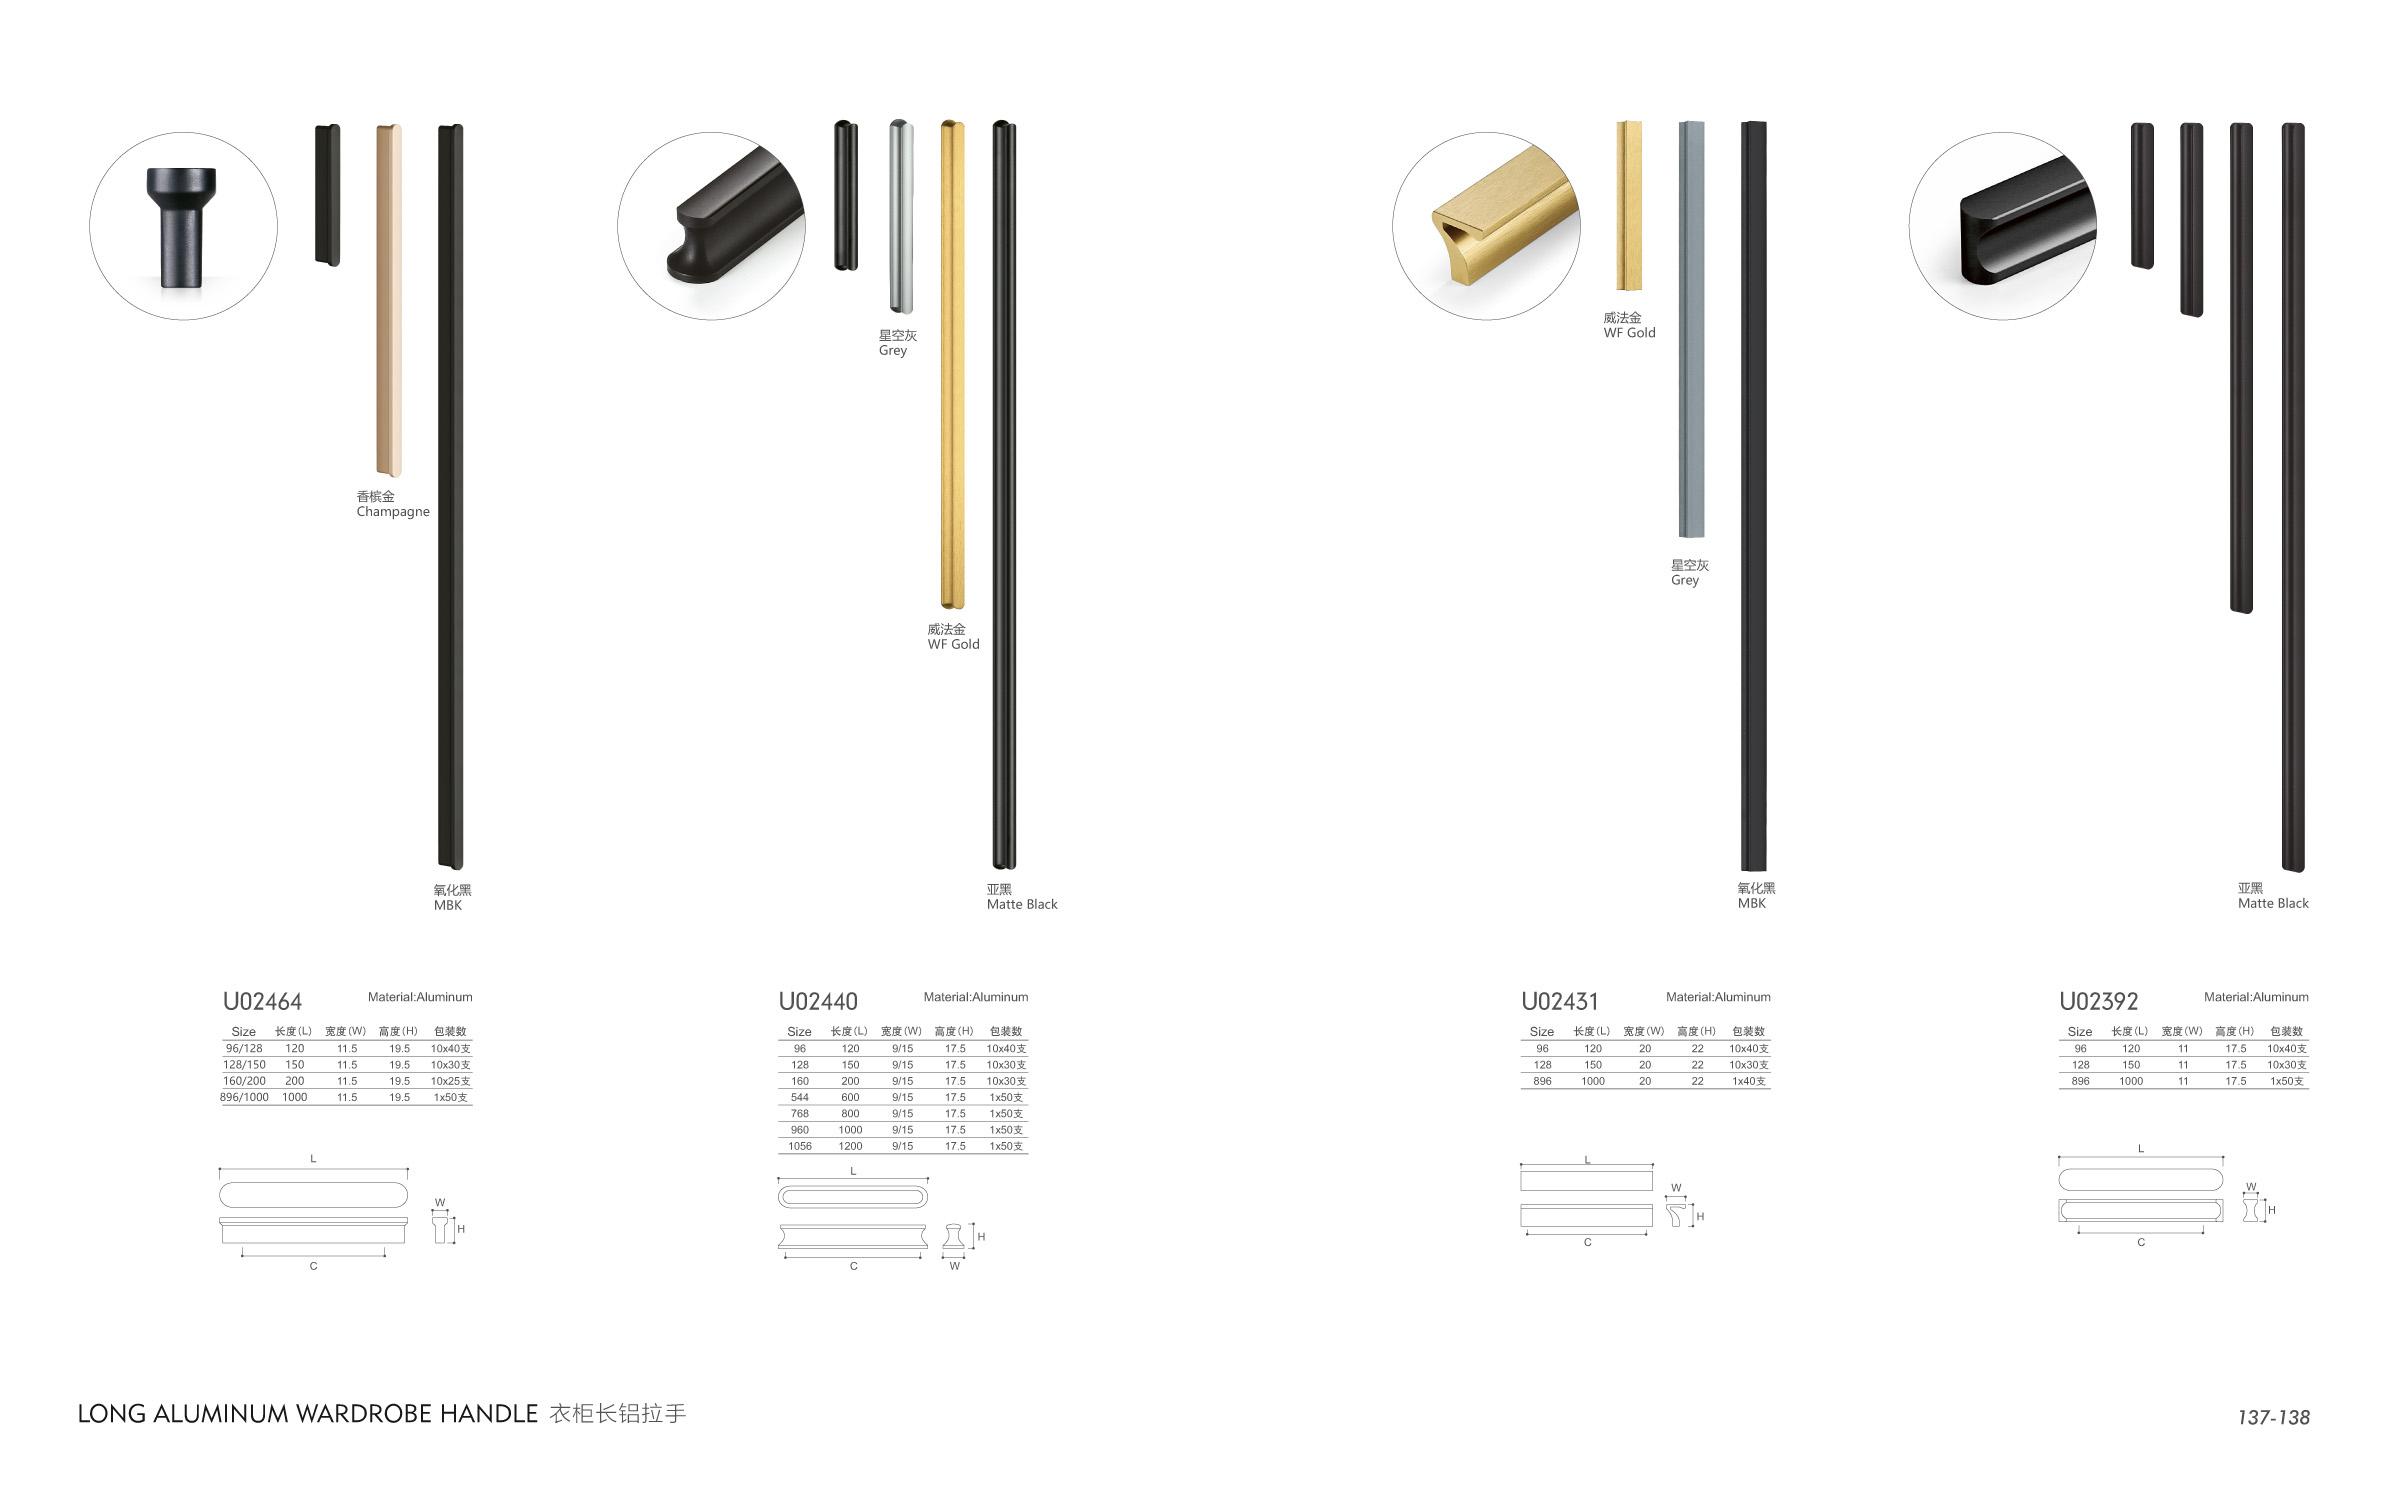 香槟金
Champagne
氧化黑
MBK
星空灰
Grey
威法金
WF Gold
亚黑
Matte Black
威法金
WF Gold
星空灰
Grey
氧化黑
MBK
亚黑
Matte Black
U02464 Material:Aluminum
Size 长度(L) 宽度(W) 高度(H) 包装数
96/128 120 11.5 19.5 10x40支
128/150 150 11.5 19.5 10x30支
160/200 200 11.5 19.5 10x25支
896/1000 1000 11.5 19.5 1x50支
L
W
H
C
U02440 Material:Aluminum
Size 长度(L) 宽度(W) 高度(H) 包装数
96 120 9/15 17.5 10x40支
128 150 9/15 17.5 10x30支
160 200 9/15 17.5 10x30支
544 600 9/15 17.5 1x50支
768 800 9/15 17.5 1x50支
960 1000 9/15 17.5 1x50支
1056 1200 9/15 17.5 1x50支
L
H
C W
U02431 Material:Aluminum
Size 长度(L) 宽度(W) 高度(H) 包装数
96 120 20 22 10x40支
128 150 20 22 10x30支
896 1000 20 22 1x40支
L
W
H
C
U02392 Material:Aluminum
Size 长度(L) 宽度(W) 高度(H) 包装数
96 120 11 17.5 10x40支
128 150 11 17.5 10x30支
896 1000 11 17.5 1x50支
L
W
H
C
LONG ALUMINUM WARDROBE HANDLE 衣柜长铝拉手
137-138